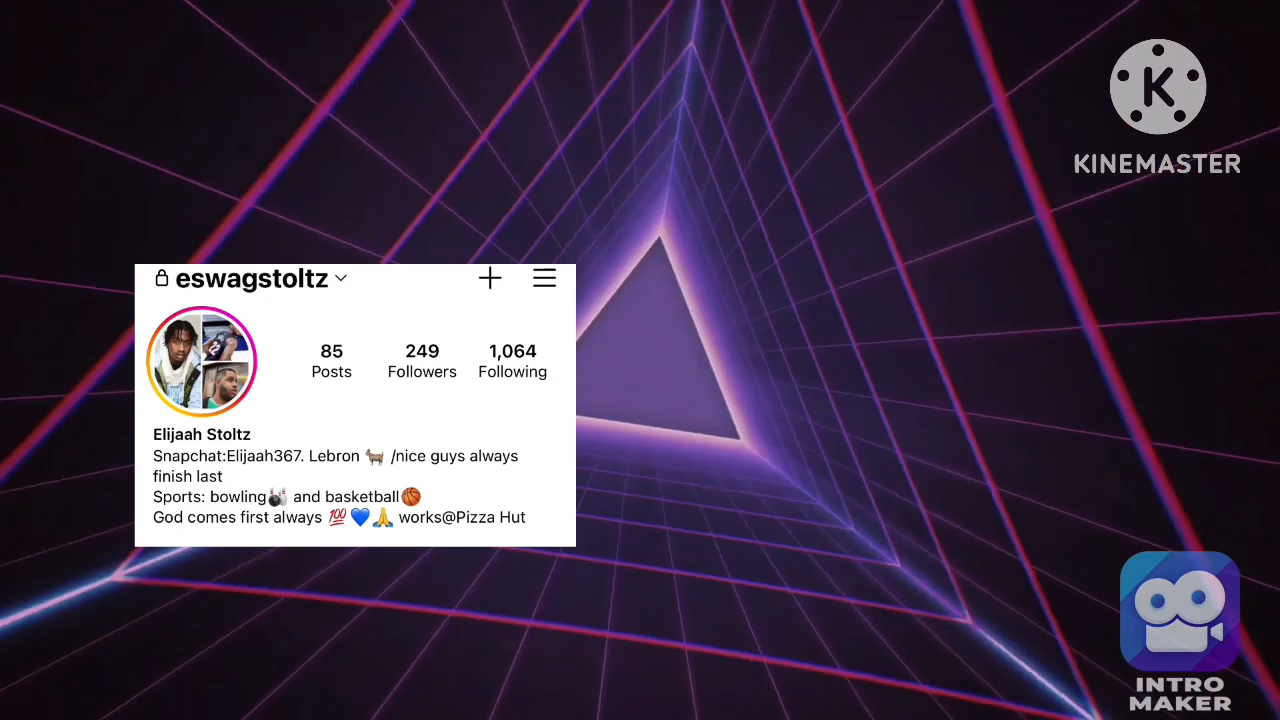 K
KINEMASTER
eswagstoltz
85 249 1,064
Posts Followers Following
Elijaah Stoltz
Snapchat:Elijaah367. Lebron 🐐 /nice guys always
finish last
Sports: bowling🎳 and basketball🏀
God comes first always 💯 💙 🙏 works@Pizza Hut
INTRO
MAKER